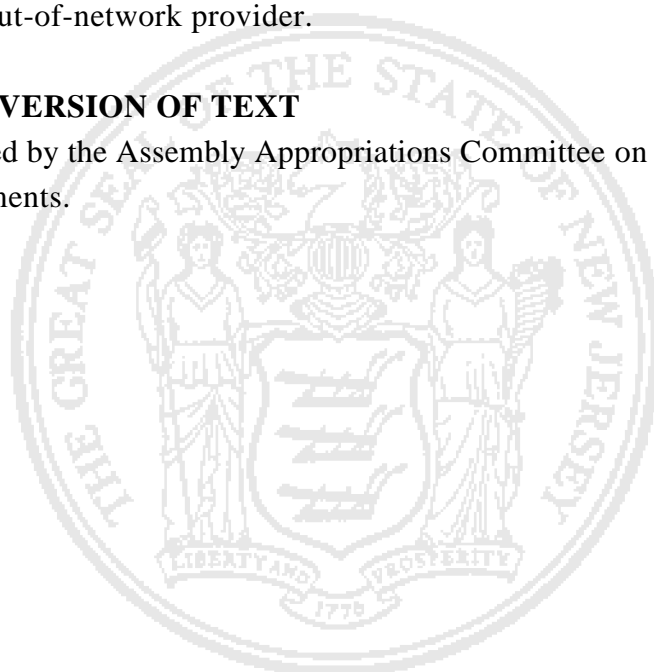 ut-of-network provider.
VERSION OF TEXT
ed by the Assembly Appropriations Committee on
ments.
THE GREAT SEAL OF THE STATE OF NEW JERSEY
LIBERTY AND PROSPERITY
1776